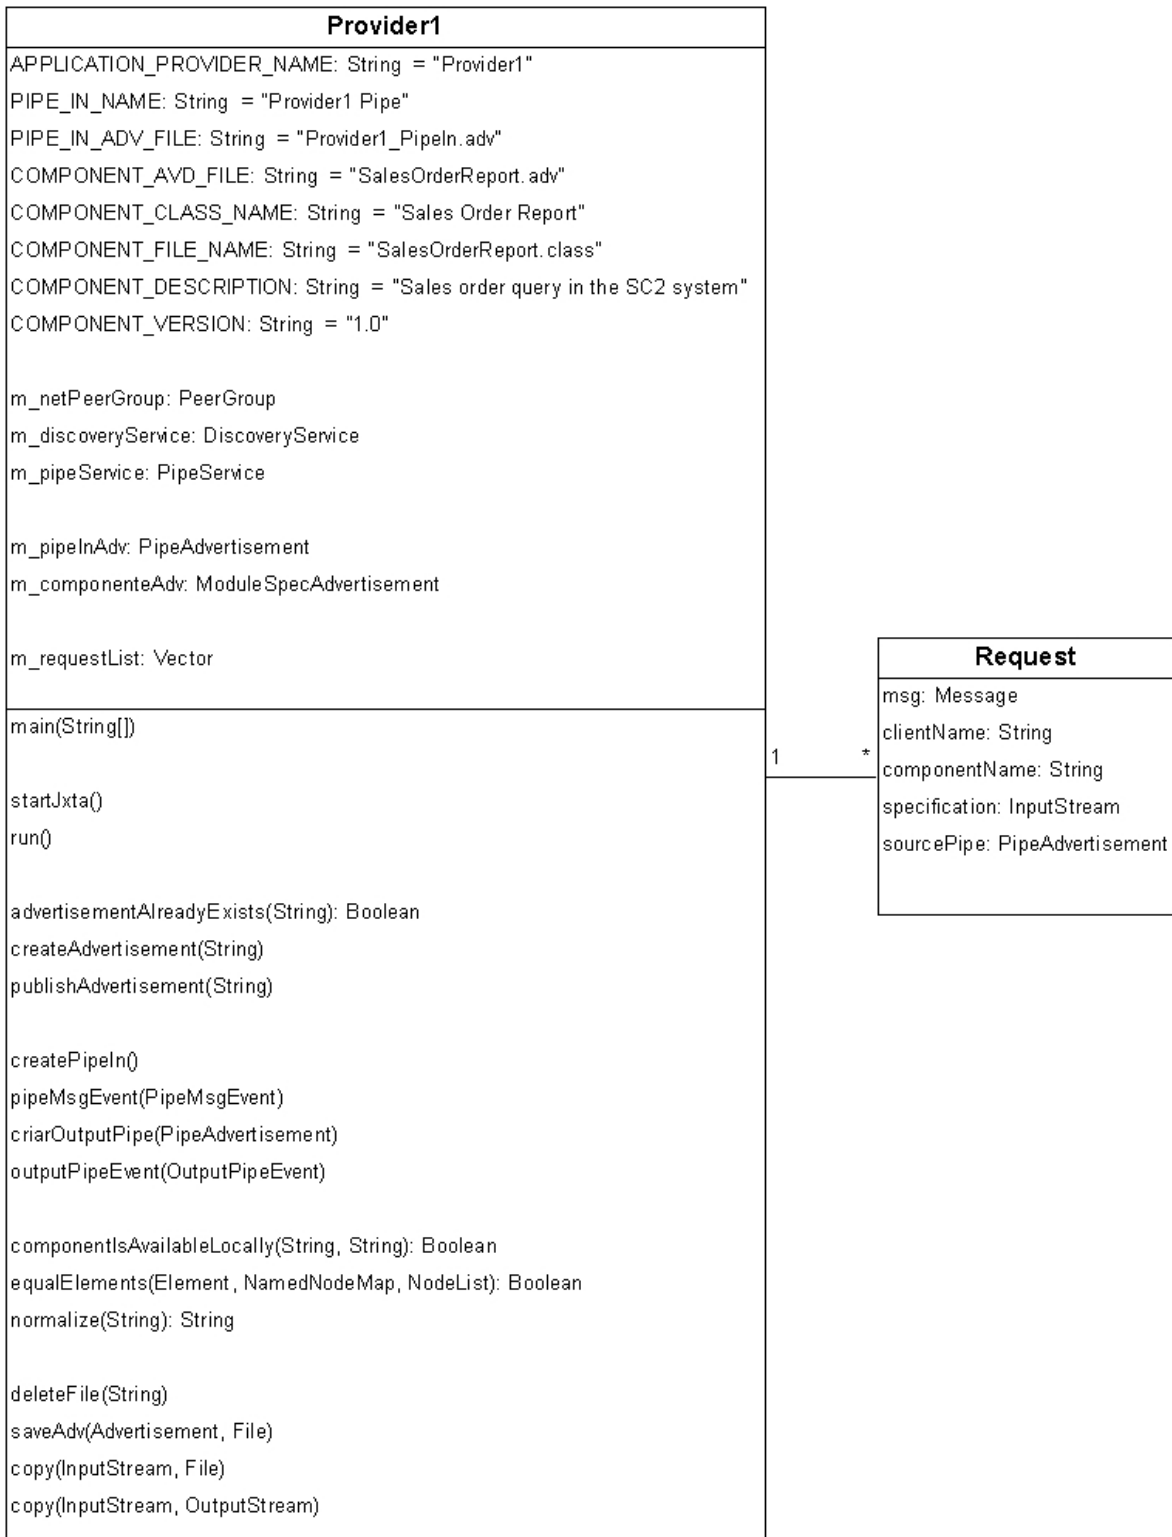 Provider1
APPLICATION_PROVIDER_NAME: String = "Provider1"
PIPE_IN_NAME: String = "Provider1 Pipe"
PIPE_IN_ADV_FILE: String = "Provider1_PipeIn.adv"
COMPONENT_AVD_FILE: String = "SalesOrderReport.adv"
COMPONENT_CLASS_NAME: String = "Sales Order Report"
COMPONENT_FILE_NAME: String = "SalesOrderReport.class"
COMPONENT_DESCRIPTION: String = "Sales order query in the SC2 system"
COMPONENT_VERSION: String = "1.0"
m_netPeerGroup: PeerGroup
m_discoveryService: DiscoveryService
m_pipeService: PipeService
m_pipeInAdv: PipeAdvertisement
m_componenteAdv: ModuleSpecAdvertisement
m_requestList: Vector
main(String[])
startJxta()
run()
advertisementAlreadyExists(String): Boolean
createAdvertisement(String)
publishAdvertisement(String)
createPipeIn()
pipeMsgEvent(PipeMsgEvent)
criarOutputPipe(PipeAdvertisement)
outputPipeEvent(OutputPipeEvent)
componentIsAvailableLocally(String, String): Boolean
equalElements(Element, NamedNodeMap, NodeList): Boolean
normalize(String): String
deleteFile(String)
saveAdv(Advertisement, File)
copy(InputStream, File)
copy(InputStream, OutputStream)
1 *
Request
msg: Message
clientName: String
componentName: String
specification: InputStream
sourcePipe: PipeAdvertisement